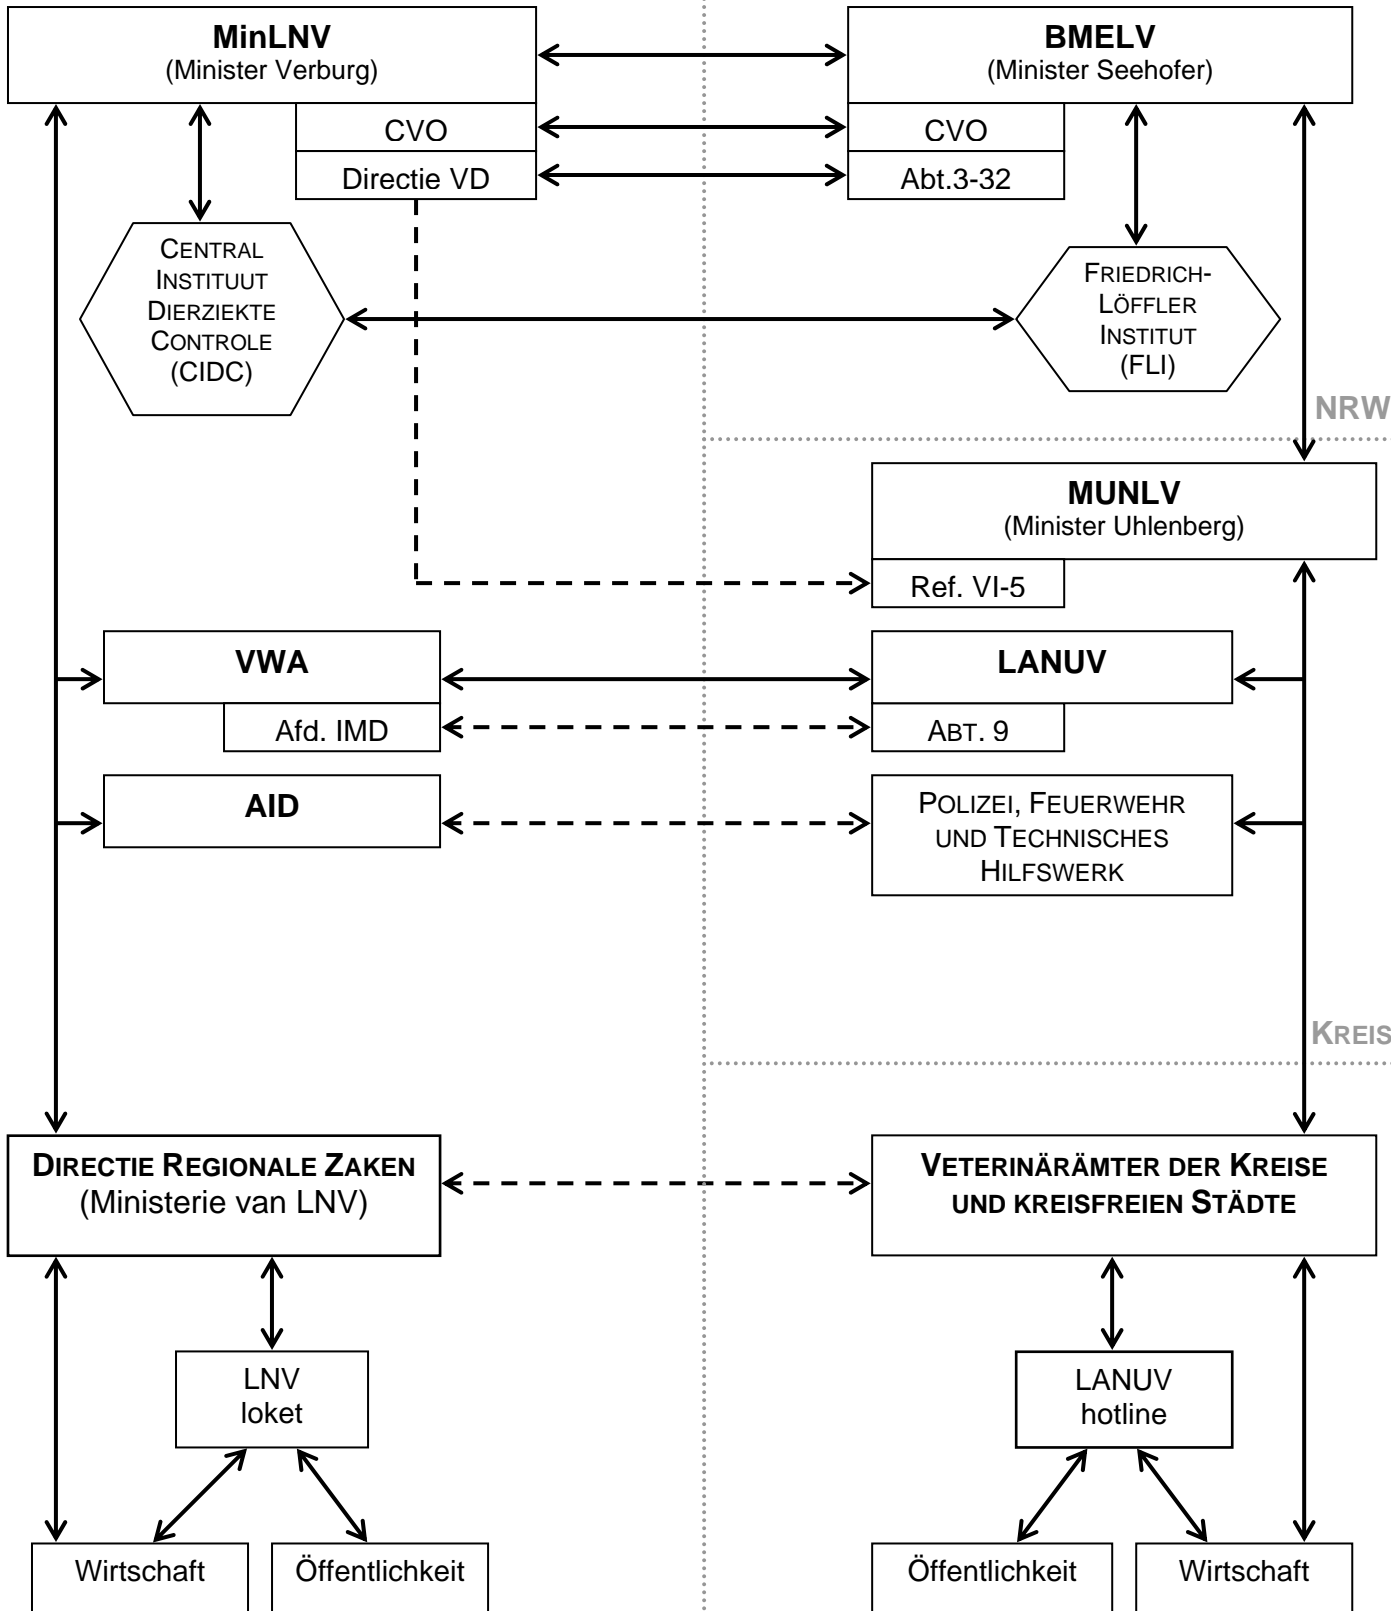 MinLNV
(Minister Verburg)
BMELV
(Minister Seehofer)
CVO
CVO
Directie VD
Abt.3-32
CENTRAL
INSTITUUT
DIERZIEKTE
CONTROLE
(CIDC)
FRIEDRICH-
LÖFFLER
INSTITUT
(FLI)
NRW
MUNLV
(Minister Uhlenberg)
Ref. VI-5
VWA
LANUV
Afd. IMD
ABT. 9
AID
POLIZEI, FEUERWEHR
UND TECHNISCHES
HILFSWERK
KREIS
DIRECTIE REGIONALE ZAKEN
(Ministerie van LNV)
VETERINÄRÄMTER DER KREISE
UND KREISFREIEN STÄDTE
LNV
loket
LANUV
hotline
Wirtschaft
Öffentlichkeit
Öffentlichkeit
Wirtschaft